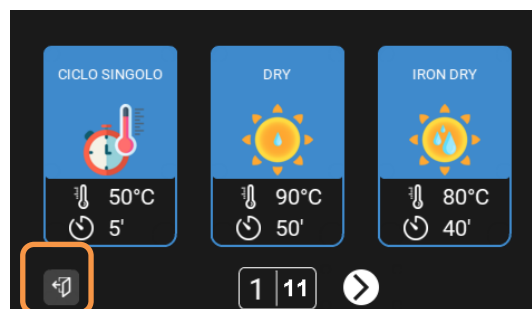 CICLO SINGOLO
DRY
IRON DRY
50°C
5'
90°C
50'
80°C
40'
1 11